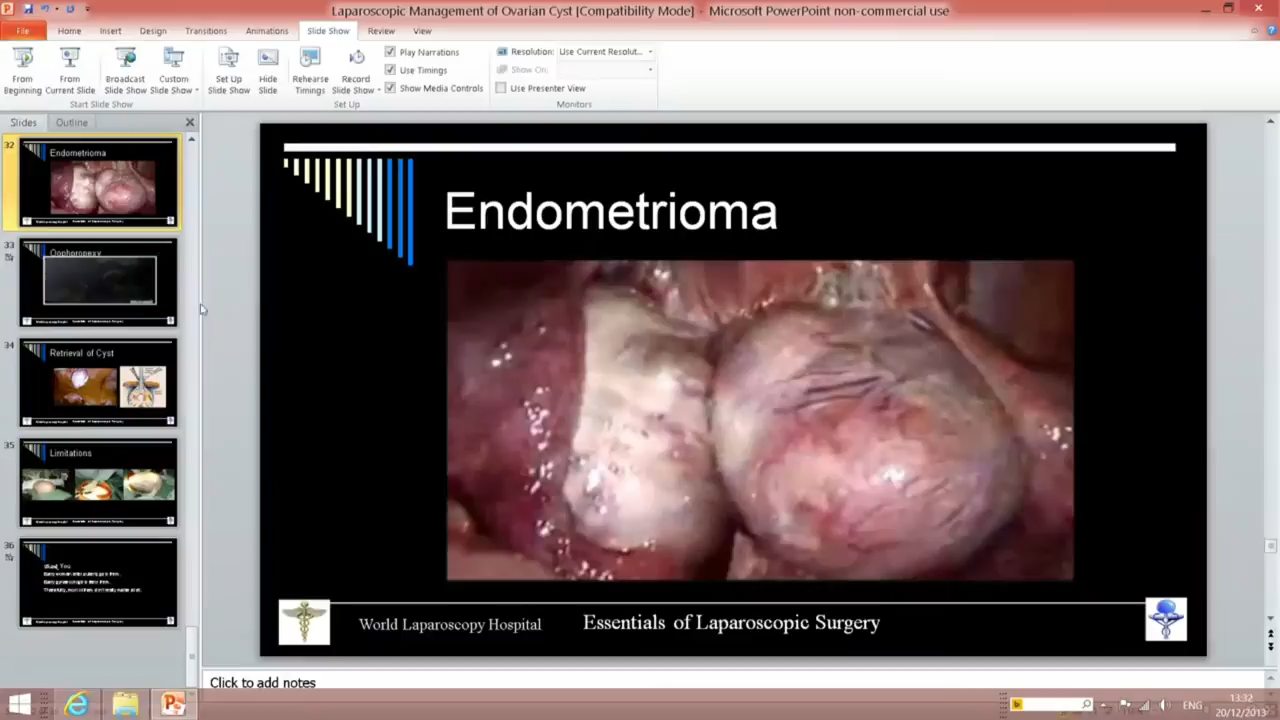 Laparoscopic Management of Ovarian Cyst [Compatibility Mode] - Microsoft PowerPoint non-commercial use
File Home Insert Design Transitions Animations Slide Show Review View
From Beginning
From Current Slide
Broadcast Slide Show
Custom Slide Show
Start Slide Show
Set Up Slide Show
Hide Slide
Rehearse Timings
Record Slide Show
Play Narrations
Use Timings
Show Media Controls
Set Up
Resolution: Use Current Resolut...
Show On:
Use Presenter View
Monitors
Slides Outline
32
Endometrioma
33
Oophropexy
34
Retrieval of Cyst
35
Limitations
36
Endometrioma
World Laparoscopy Hospital
Essentials of Laparoscopic Surgery
Click to add notes
ENG
13:32
20/12/2013